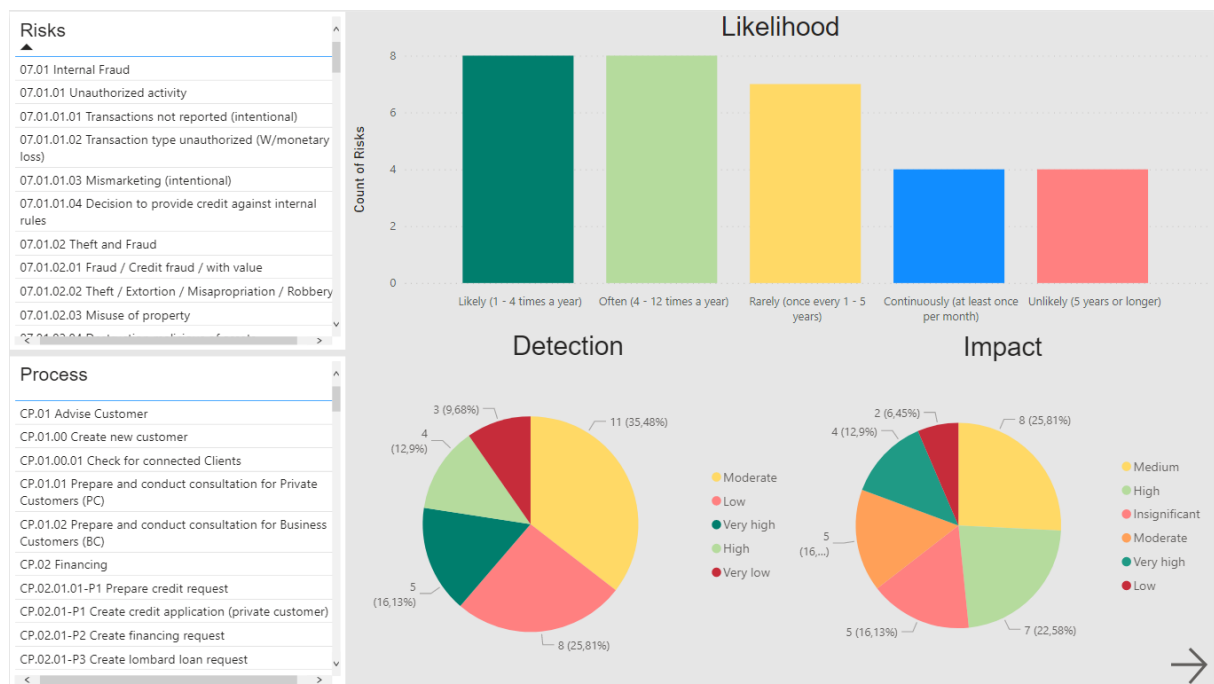 Risks
07.01 Internal Fraud
07.01.01 Unauthorized activity
07.01.01.01 Transactions not reported (intentional)
07.01.01.02 Transaction type unauthorized (W/monetary
loss)
07.01.01.03 Mismarketing (intentional)
07.01.01.04 Decision to provide credit against internal
rules
07.01.02 Theft and Fraud
07.01.02.01 Fraud / Credit fraud / with value
07.01.02.02 Theft / Extortion / Misapropriation / Robbery
07.01.02.03 Misuse of property
Process
CP.01 Advise Customer
CP.01.00 Create new customer
CP.01.00.01 Check for connected Clients
CP.01.01 Prepare and conduct consultation for Private
Customers (PC)
CP.01.02 Prepare and conduct consultation for Business
Customers (BC)
CP.02 Financing
CP.02.01.01-P1 Prepare credit request
CP.02.01-P1 Create credit application (private customer)
CP.02.01-P2 Create financing request
CP.02.01-P3 Create lombard loan request
Likelihood
Count of Risks
8
6
4
2
0
Likely (1 - 4 times a year)
Often (4 - 12 times a year)
Rarely (once every 1 - 5
years)
Continuously (at least once
per month)
Unlikely (5 years or longer)
Detection
3 (9,68%)
11 (35,48%)
4
(12,9%)
5
(16,13%)
8 (25,81%)
Moderate
Low
Very high
High
Very low
Impact
2 (6,45%)
8 (25,81%)
4 (12,9%)
5
(16,...)
5 (16,13%)
7 (22,58%)
Medium
High
Insignificant
Moderate
Very high
Low